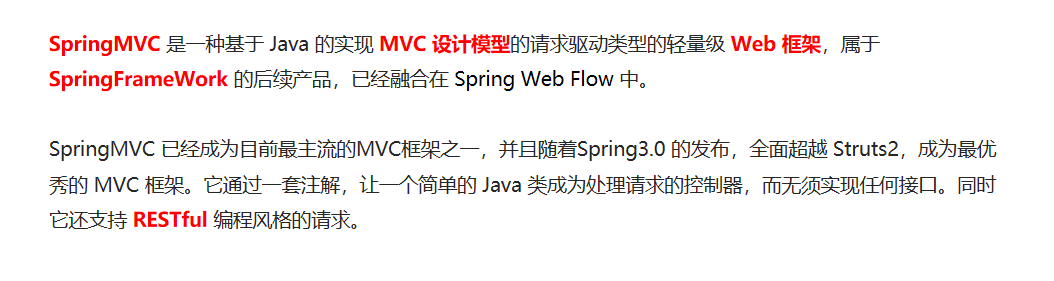 SpringMVC 是一种基于 Java 的实现 MVC 设计模型的请求驱动类型的轻量级 Web 框架，属于
SpringFrameWork 的后续产品，已经融合在 Spring Web Flow 中。
SpringMVC 已经成为目前最主流的MVC框架之一，并且随着Spring3.0 的发布，全面超越 Struts2，成为最优
秀的 MVC 框架。它通过一套注解，让一个简单的 Java 类成为处理请求的控制器，而无须实现任何接口。同时
它还支持 RESTful 编程风格的请求。